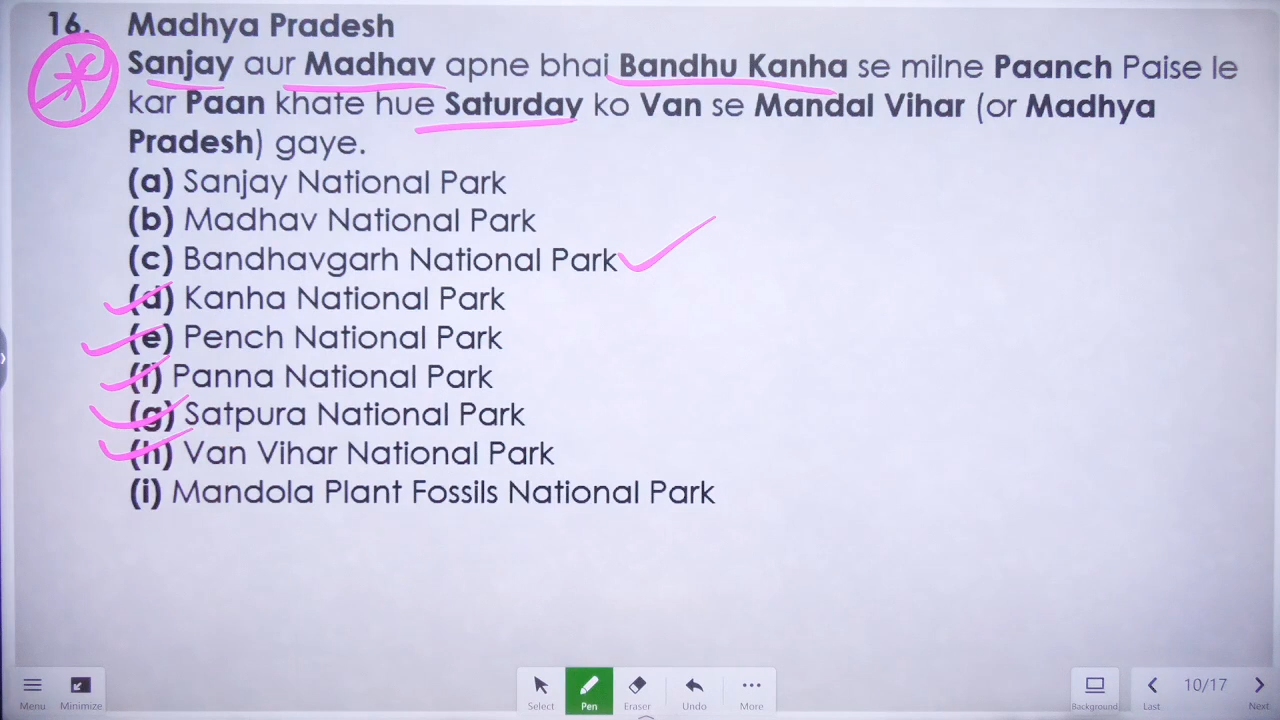 16. Madhya Pradesh
Sanjay aur Madhav apne bhai Bandhu Kanha se milne Paanch Paise le
kar Paan khate hue Saturday ko Van se Mandal Vihar (or Madhya
Pradesh) gaye.
(a) Sanjay National Park
(b) Madhav National Park
(c) Bandhavgarh National Park
(d) Kanha National Park
(e) Pench National Park
(f) Panna National Park
(g) Satpura National Park
(h) Van Vihar National Park
(i) Mandola Plant Fossils National Park
Menu Minimize Select Pen Eraser Undo More Background Last 10/17 Next